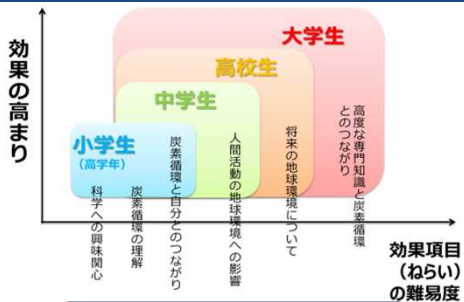 効果の高まり
大学生
高校生
中学生
小学生
(高学年)
科学への興味関心
炭素循環の理解
炭素循環と自分とのつながり
人間活動の地球環境への影響
将来の地球環境について
高度な専門知識と炭素循環
とのつながり
効果項目
(ねらい)
の難易度